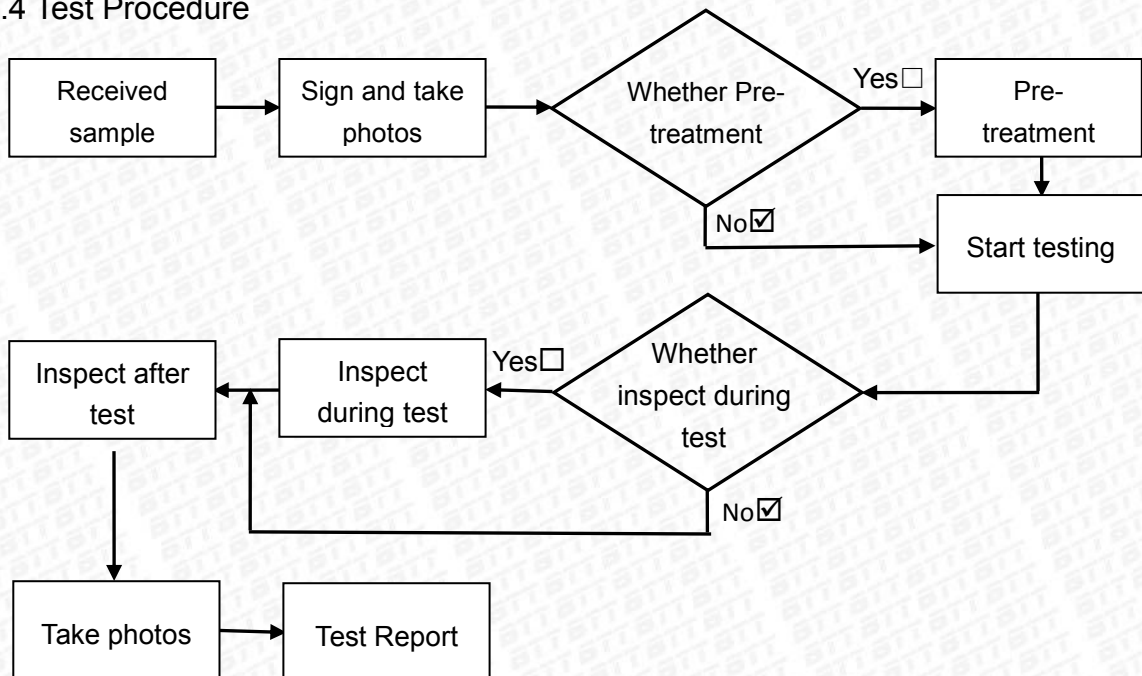 .4 Test Procedure
Received
sample
Sign and take
photos
Whether Pre-
treatment
Yes☐
Pre-
treatment
No☑
Start testing
Inspect after
test
Inspect
during test
Yes☐
Whether
inspect during
test
No☑
Take photos
Test Report